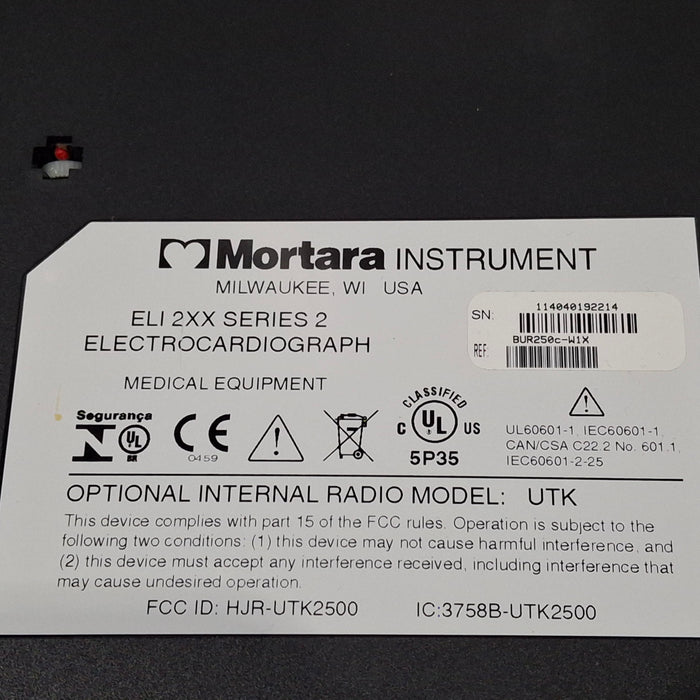 Mortara INSTRUMENT
MILWAUKEE, WI USA
ELI 2XX SERIES 2
ELECTROCARDIOGRAPH
SN: 114040192214
REF: BUR250c-W1X
MEDICAL EQUIPMENT
Segurança
UL
BR
CE
0459
CLASSIFIED
C UL US
5P35
UL60601-1, IEC60601-1,
CAN/CSA C22.2 No. 601.1,
IEC60601-2-25
OPTIONAL INTERNAL RADIO MODEL: UTK
This device complies with part 15 of the FCC rules. Operation is subject to the
following two conditions: (1) this device may not cause harmful interference, and
(2) this device must accept any interference received, including interference that
may cause undesired operation.
FCC ID: HJR-UTK2500 IC:3758B-UTK2500